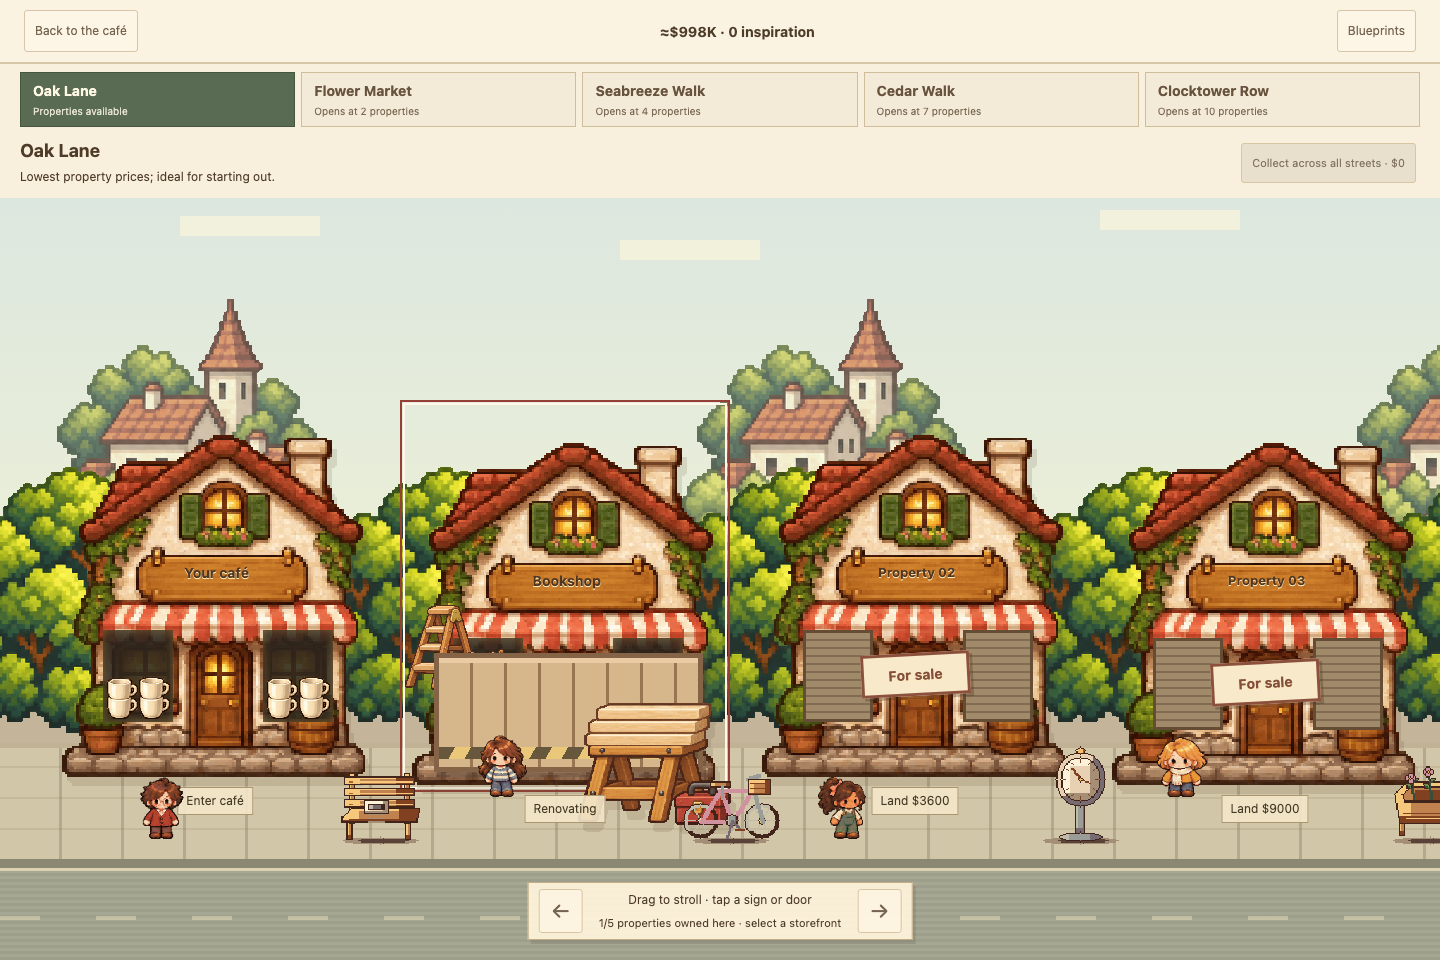 Back to the café
≈$998K · 0 inspiration
Blueprints
Oak Lane
Properties available
Flower Market
Opens at 2 properties
Seabreeze Walk
Opens at 4 properties
Cedar Walk
Opens at 7 properties
Clocktower Row
Opens at 10 properties
Oak Lane
Lowest property prices; ideal for starting out.
Collect across all streets · $0
Your café
Bookshop
Property 02
Property 03
For sale
For sale
Enter café
Renovating
Land $3600
Land $9000
Drag to stroll · tap a sign or door
1/5 properties owned here · select a storefront